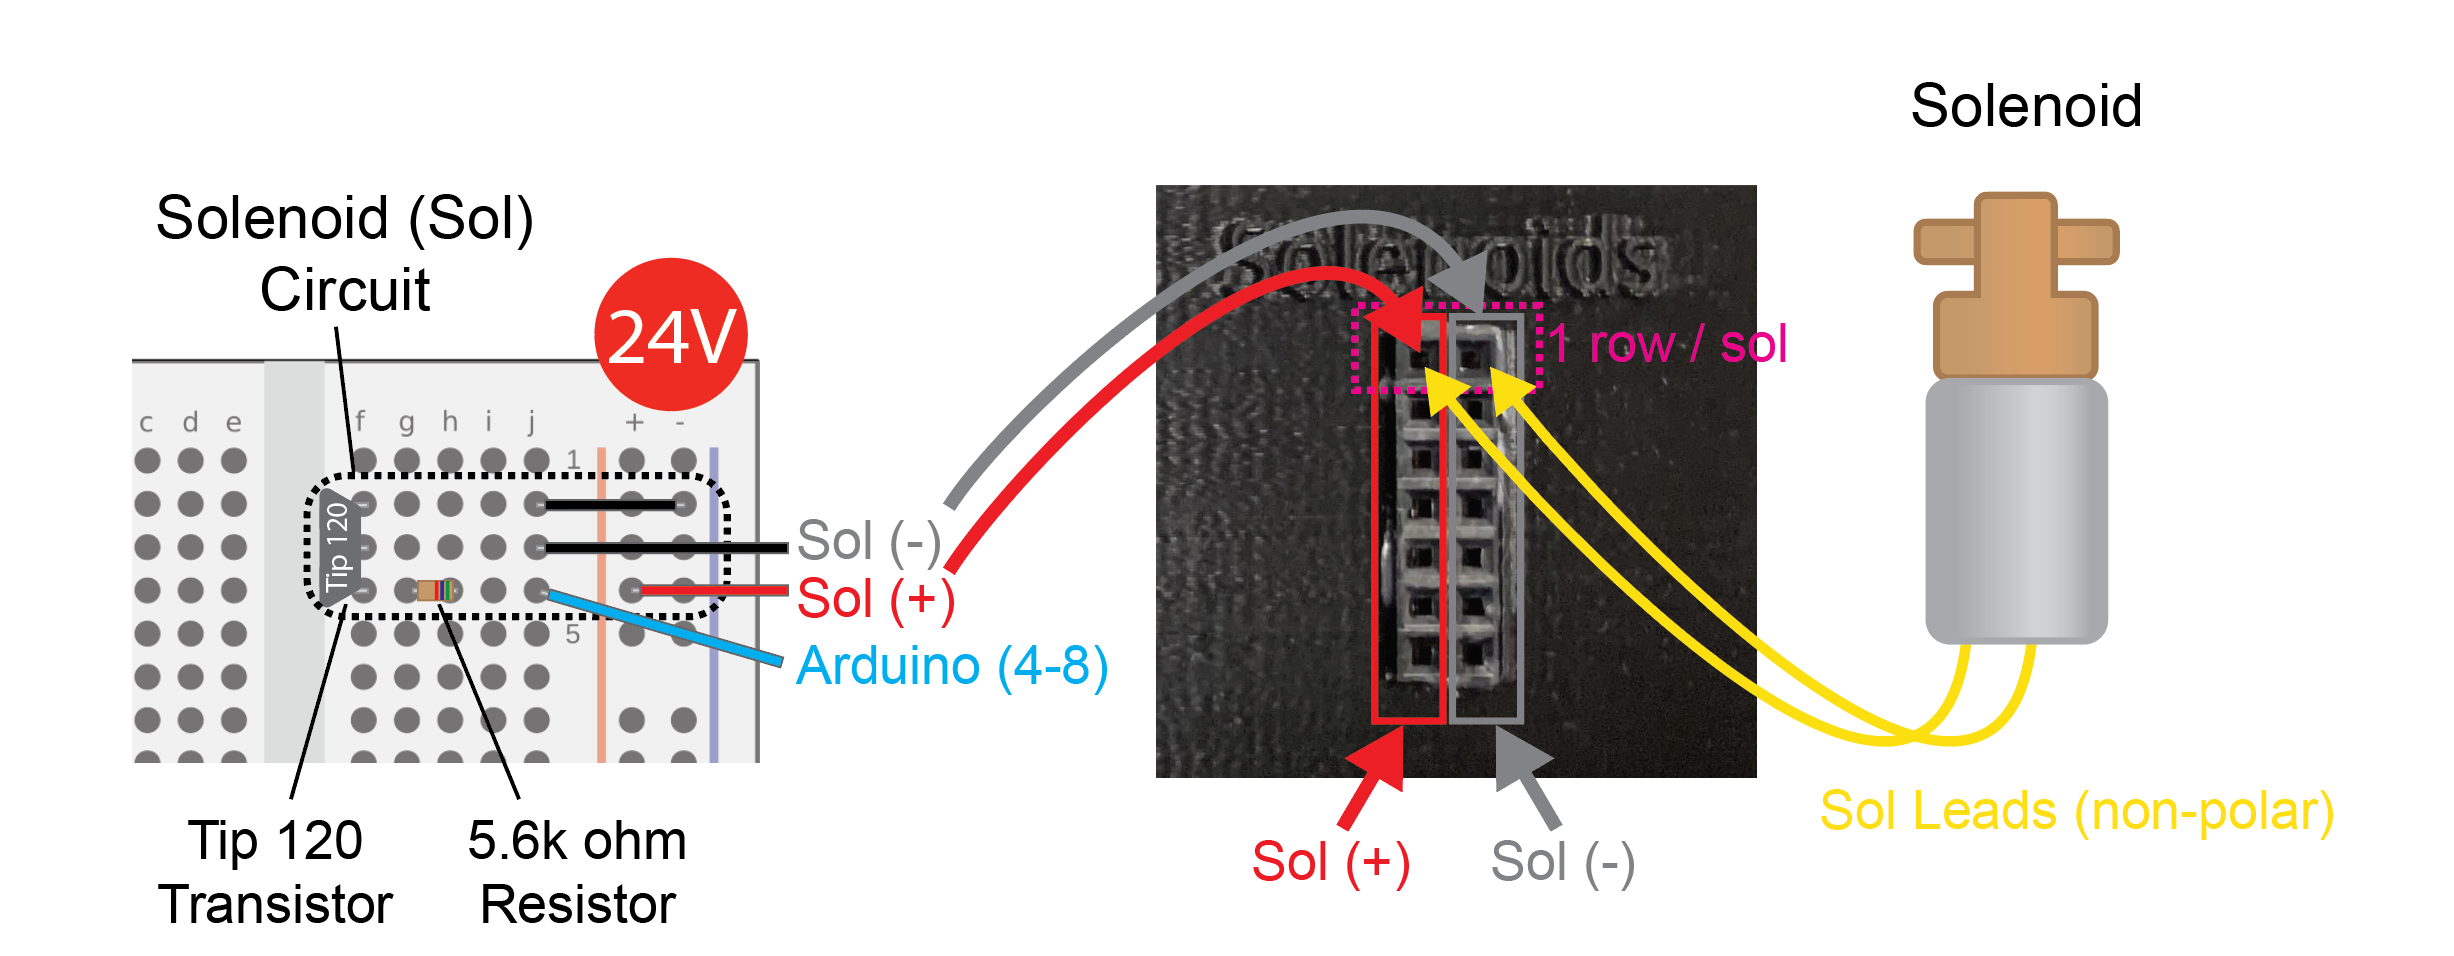 Solenoid
Solenoid (Sol)
Circuit
24V
Solenoids
1 row / sol
c d e f g h i j + -
1
Tip 120
5
Sol (-)
Sol (+)
Arduino (4-8)
Tip 120
Transistor
5.6k ohm
Resistor
Sol (+)
Sol (-)
Sol Leads (non-polar)